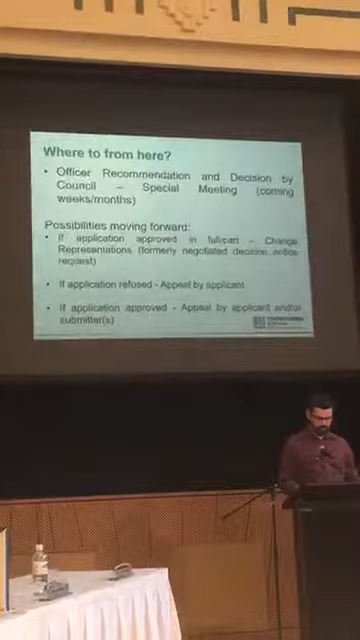 Where to from here?
• Officer Recommendation and Decision by
Council – Special Meeting (coming
weeks/months)
Possibilities moving forward:
• If application approved in full/part – Change
Representations (formerly negotiated decision notice
request)
• If application refused - Appeal by applicant
• If application approved - Appeal by applicant and/or
submitter(s)